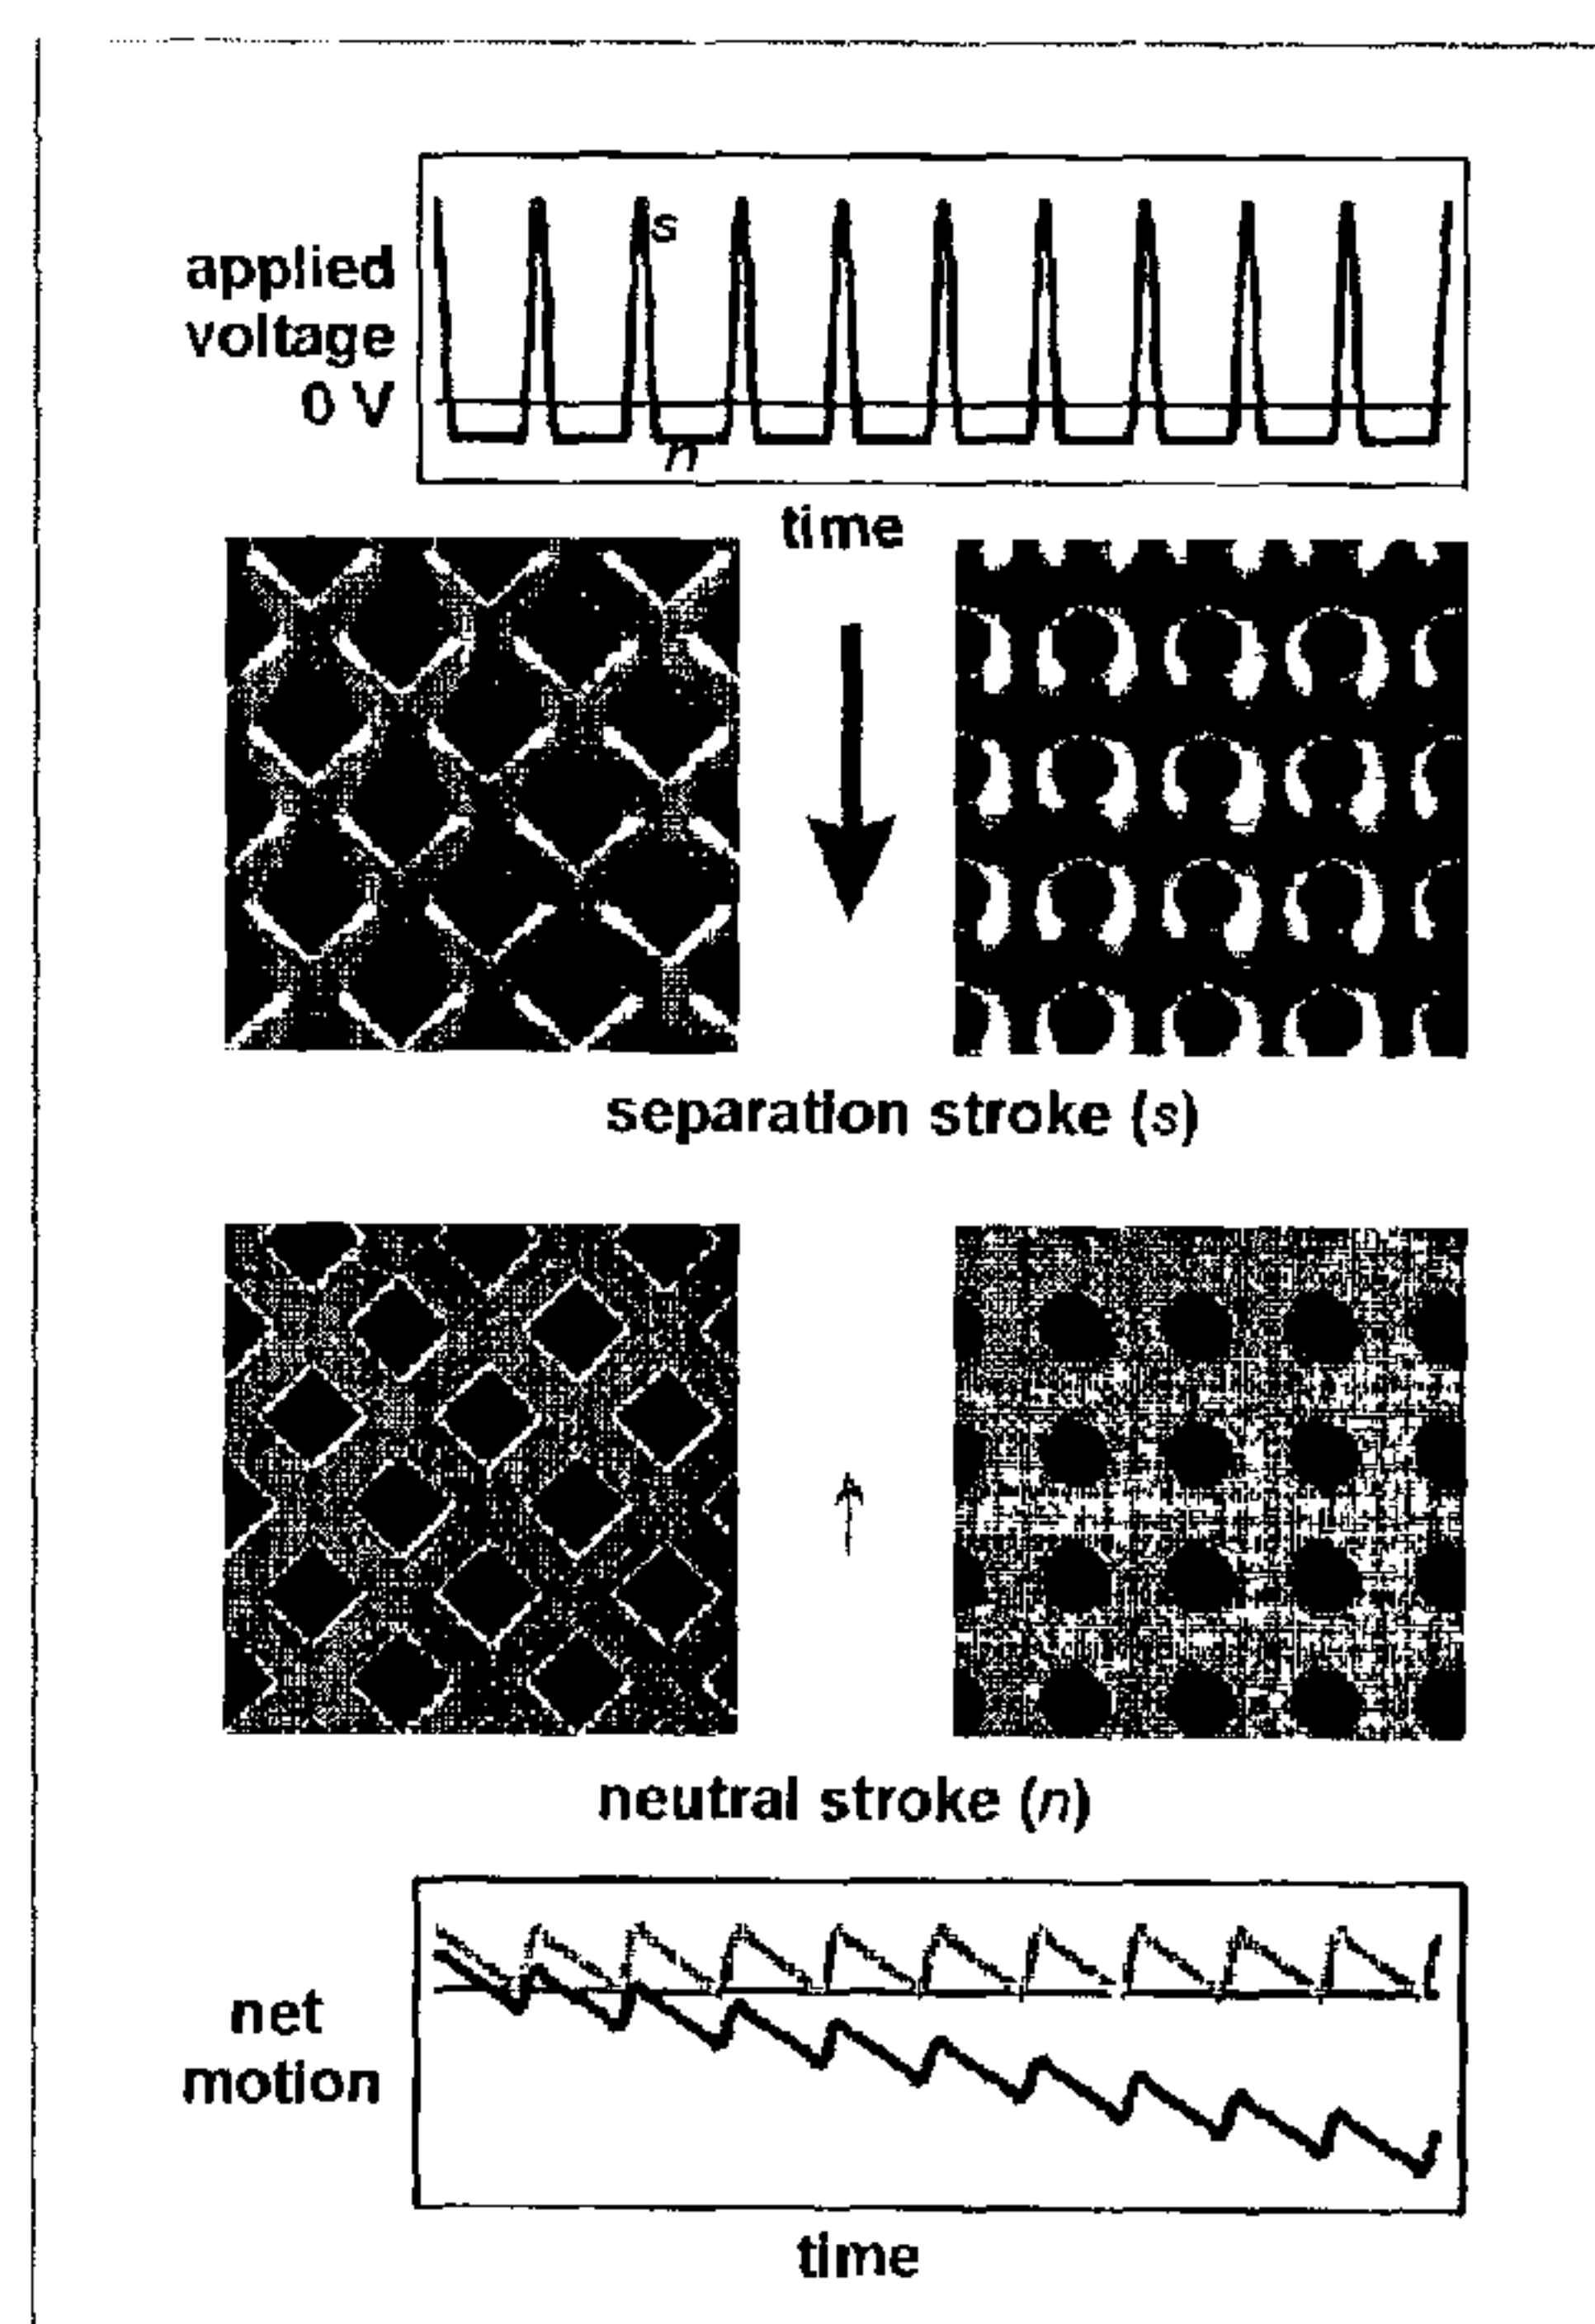 applied
voltage
0 V
s
n
time
separation stroke (s)
neutral stroke (n)
net
motion
time